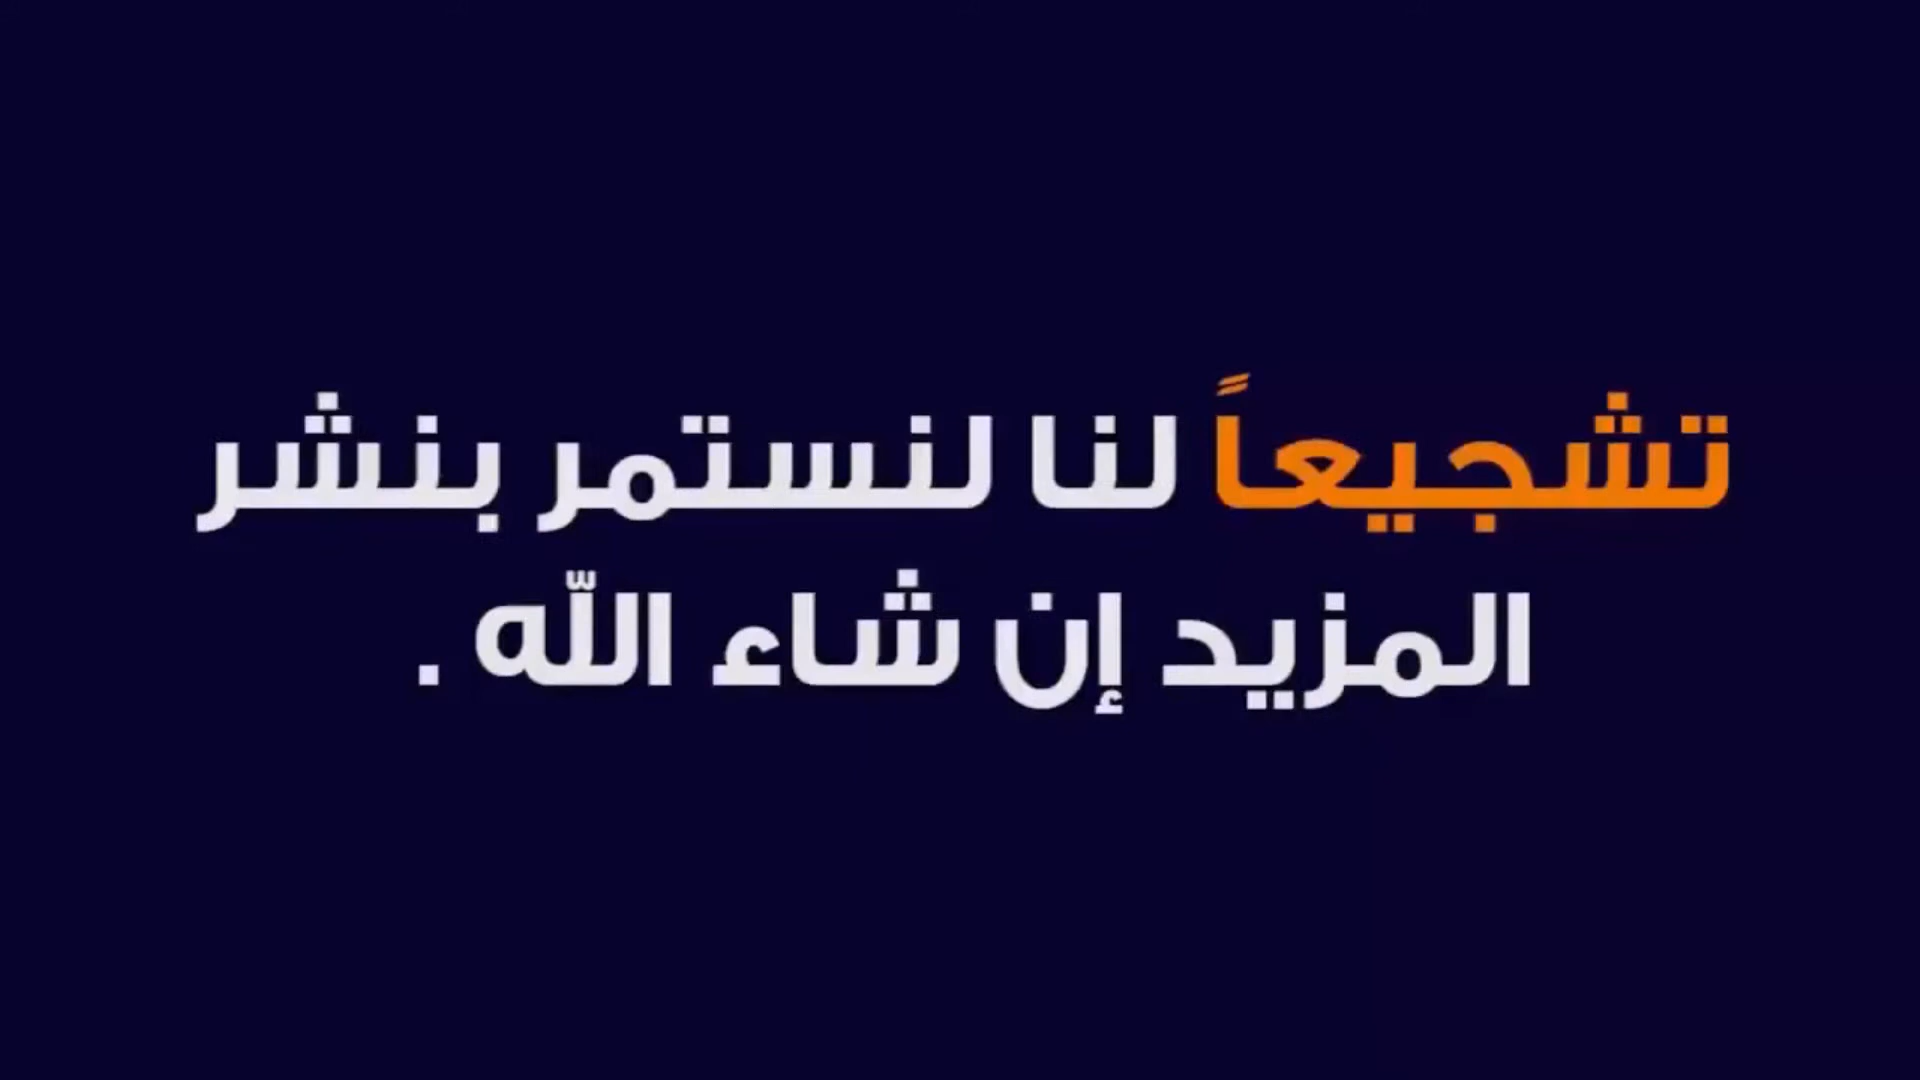 تشجيعاً لنا لنستمر بنشر
المزيد إن شاء اللّه .